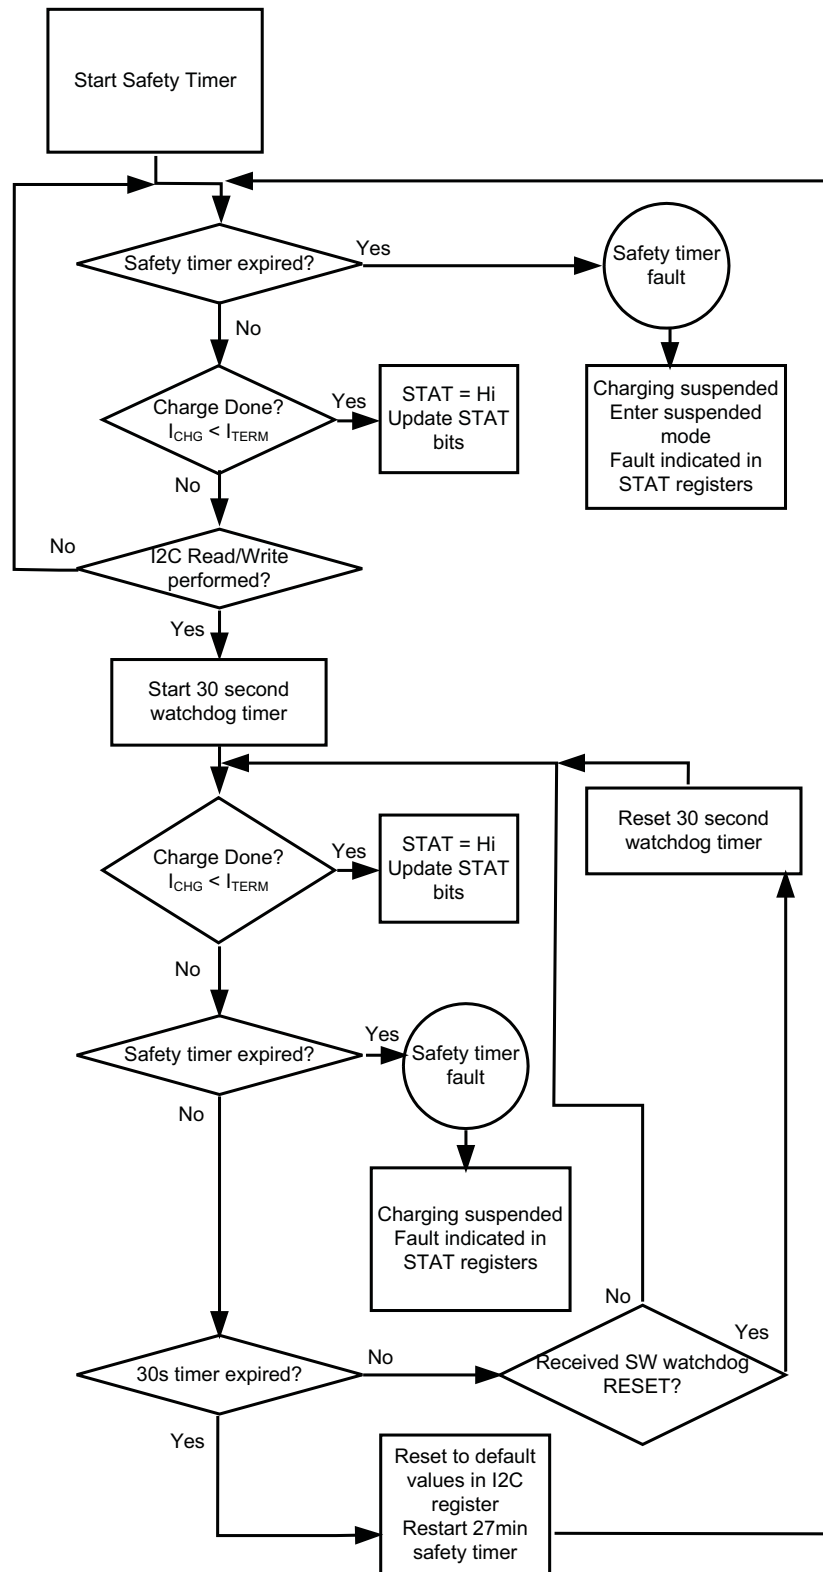 Start Safety Timer
Safety timer expired?
Yes
Safety timer
fault
No
Charge Done?
I_CHG < I_TERM
Yes
STAT = Hi
Update STAT
bits
Charging suspended
Enter suspended
mode
Fault indicated in
STAT registers
No
No
I2C Read/Write
performed?
Yes
Start 30 second
watchdog timer
Reset 30 second
watchdog timer
Charge Done?
I_CHG < I_TERM
Yes
STAT = Hi
Update STAT
bits
No
Safety timer expired?
Yes
Safety timer
fault
No
Charging suspended
Fault indicated in
STAT registers
30s timer expired?
No
Received SW watchdog
RESET?
No
Yes
Yes
Reset to default
values in I2C
register
Restart 27min
safety timer